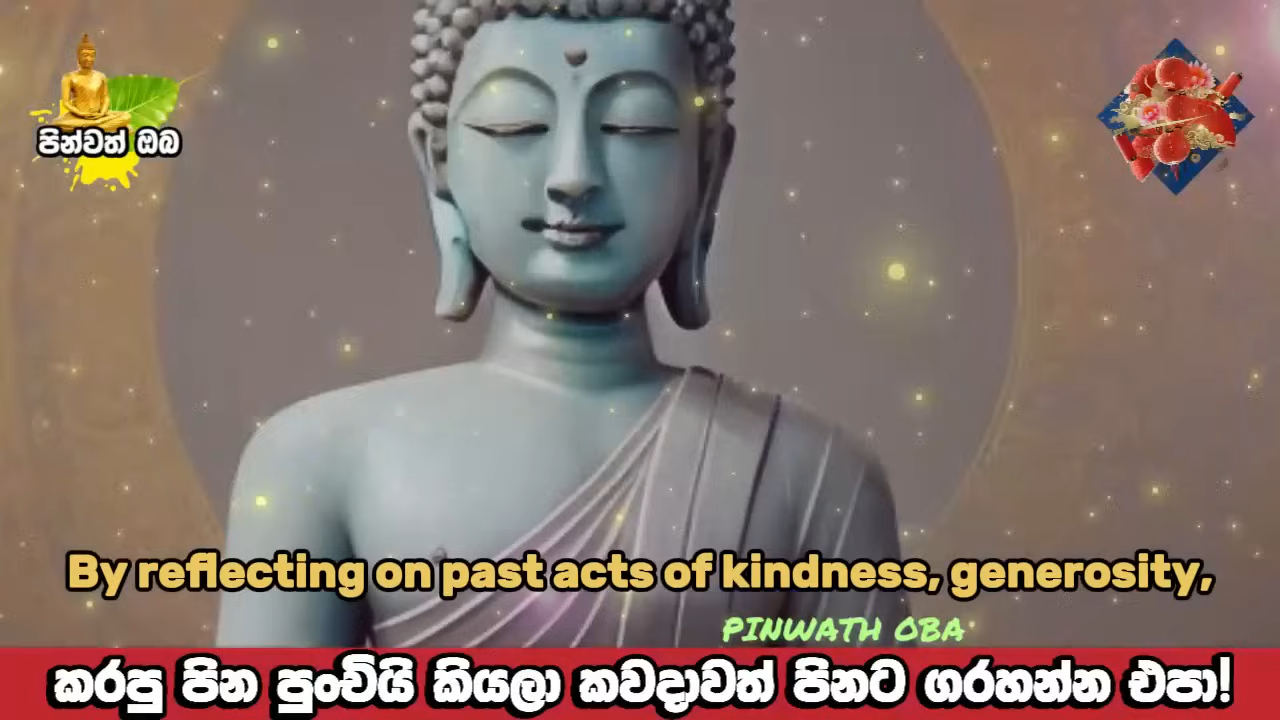 පින්වත් ඔබ
By reflecting on past acts of kindness, generosity,
PINWATH OBA
කරපු පින පුංචියි කියලා කවදාවත් පිනට ගරහන්න එපා!